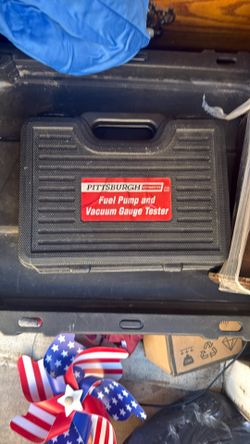 PITTSBURGH
Fuel Pump and
Vacuum Gauge Tester